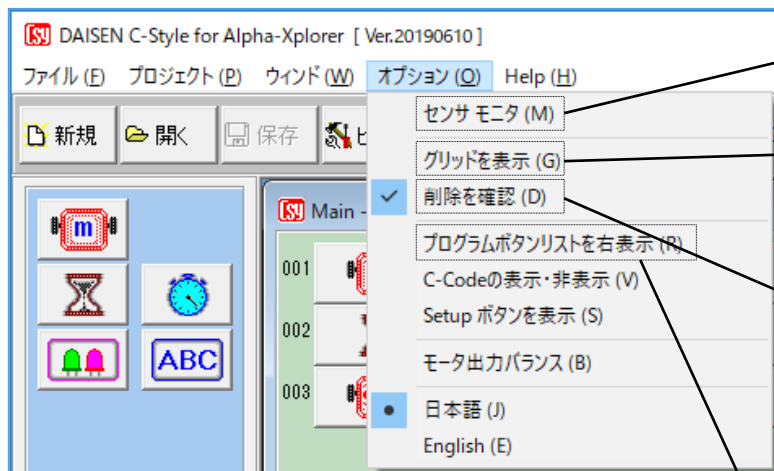 DAISEN C-Style for Alpha-Xplorer [ Ver.20190610 ]
ファイル (F) プロジェクト (P) ウィンド (W) オプション (O) Help (H)
新規 開く 保存 ビ
センサ モニタ (M)
グリッドを表示 (G)
削除を確認 (D)
プログラムボタンリストを右表示 (R)
C-Codeの表示・非表示 (V)
Setup ボタンを表示 (S)
モータ出力バランス (B)
日本語 (J)
English (E)
m
ABC
Main -
001
002
003